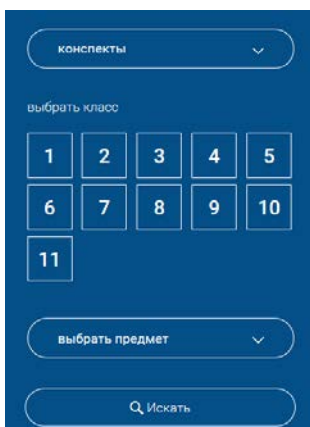 конспекты
выбрать класс
1 2 3 4 5
6 7 8 9 10
11
выбрать предмет
Искать